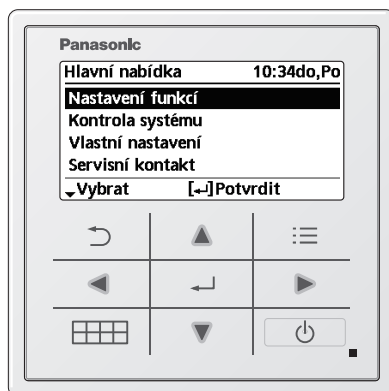 Panasonic
Hlavní nabídka 10:34do,Po
Nastavení funkcí
Kontrola systému
Vlastní nastavení
Servisní kontakt
Vybrat [↵]Potvrdit